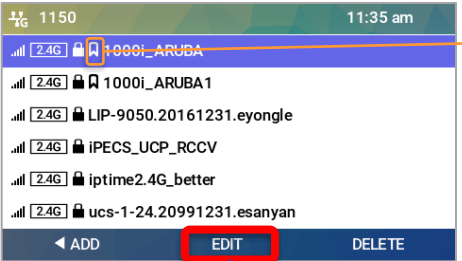 1G 1150 11:35 am
2.4G 1000i_ARUBA
2.4G 1000i_ARUBA1
2.4G LIP-9050.20161231.eyongle
2.4G iPECS_UCP_RCCV
2.4G iptime2.4G_better
2.4G ucs-1-24.20991231.esanyan
ADD EDIT DELETE